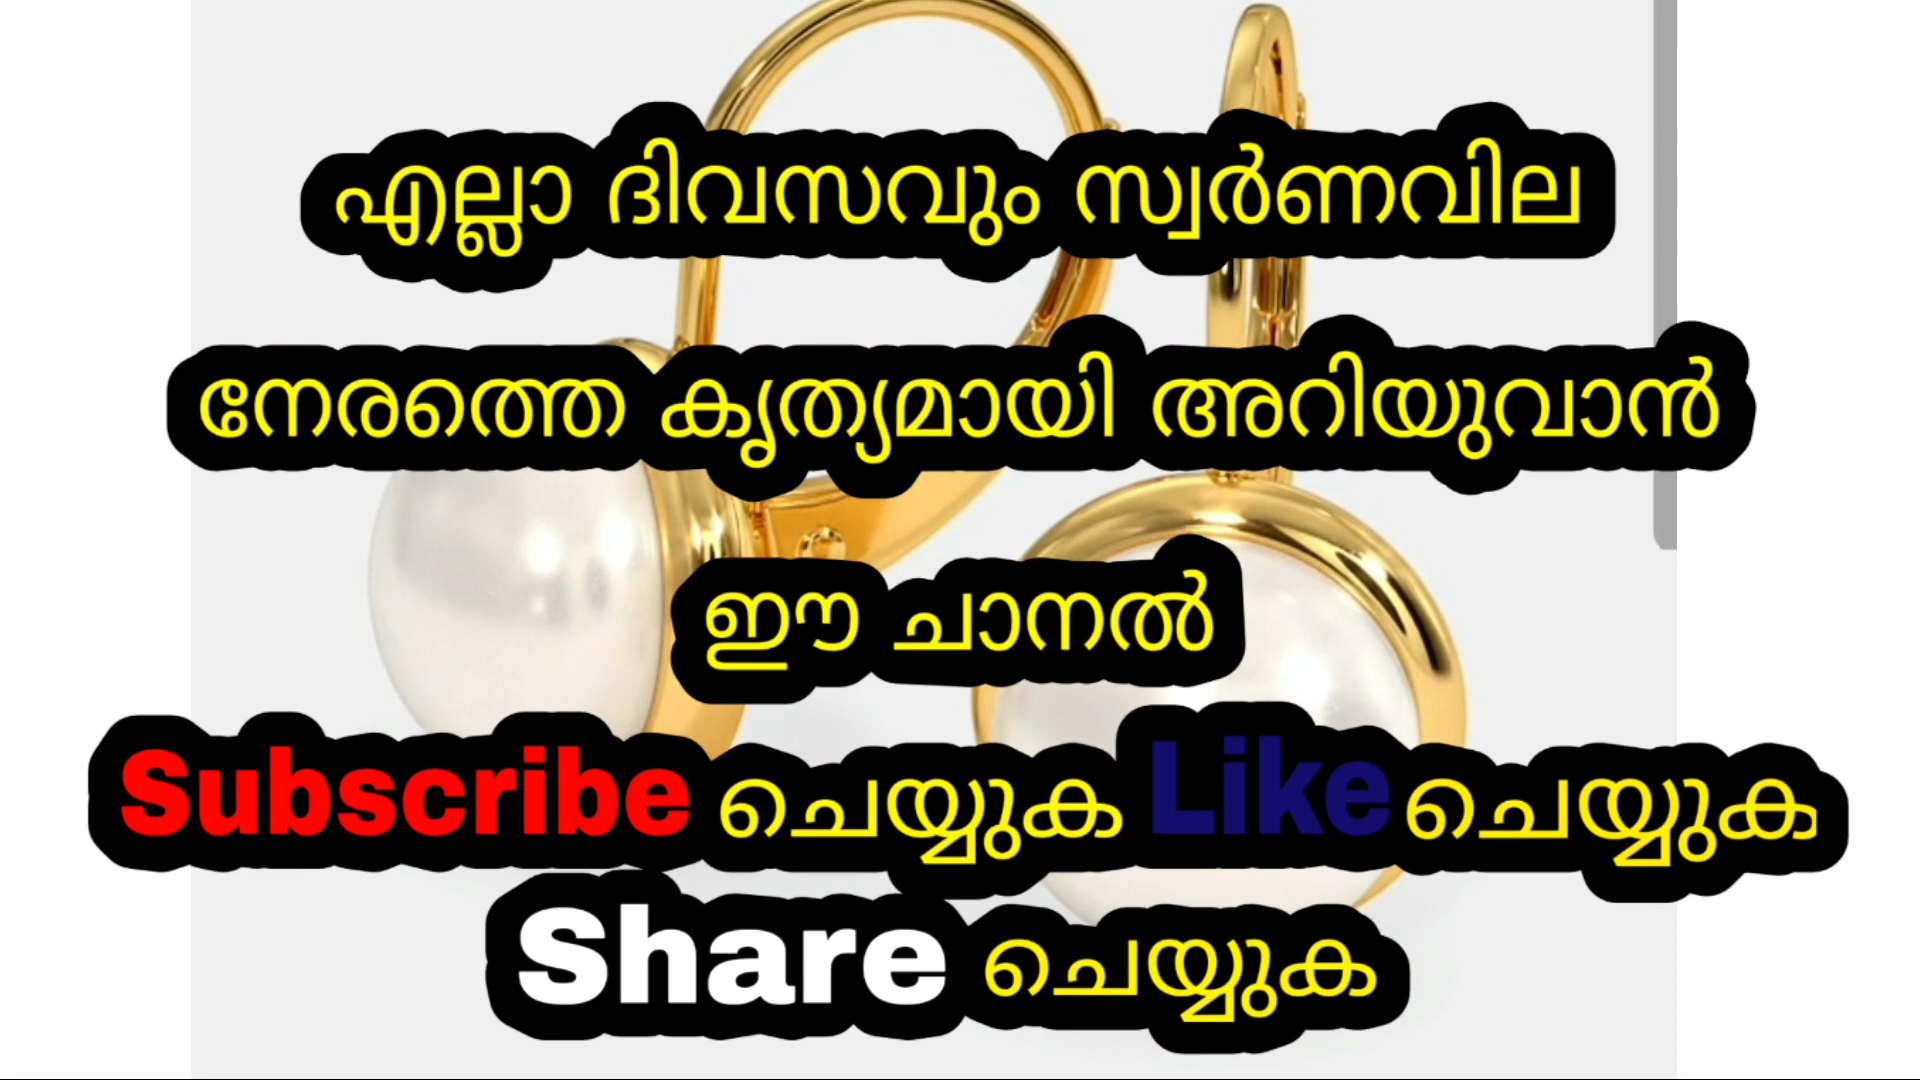 എല്ലാ ദിവസവും സ്വർണവില
നേരത്തെ കൃത്യമായി അറിയുവാൻ
ഈ ചാനൽ
Subscribe ചെയ്യുക Like ചെയ്യുക
Share ചെയ്യുക